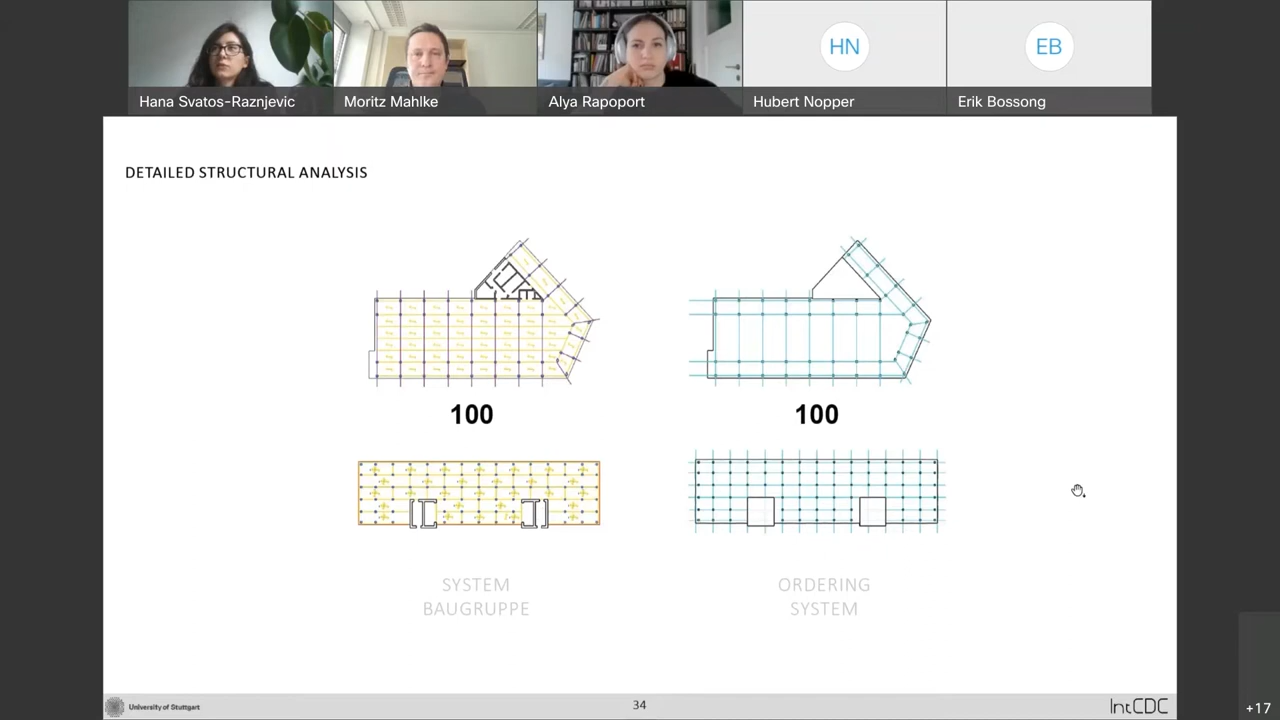 Hana Svatos-Raznjevic
Moritz Mahlke
Alya Rapoport
HN
Hubert Nopper
EB
Erik Bossong
DETAILED STRUCTURAL ANALYSIS
100
100
SYSTEM
BAUGRUPPE
ORDERING
SYSTEM
University of Stuttgart
34
IntCDC
+17